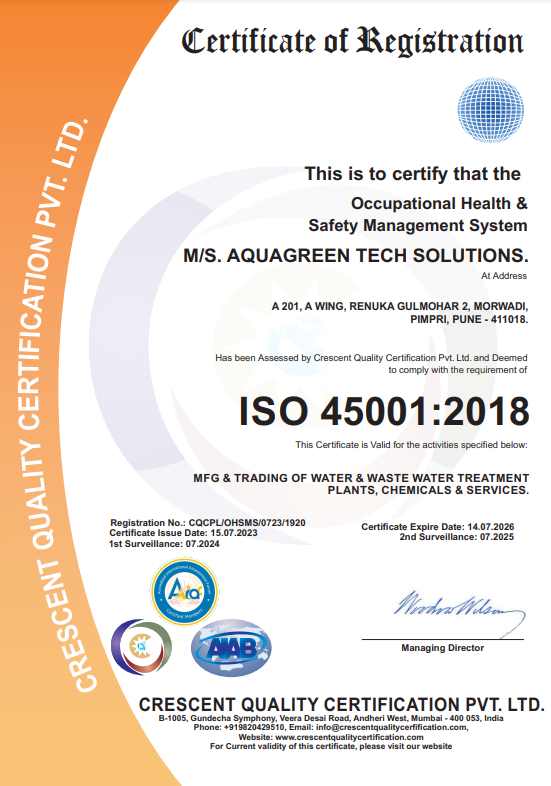 Certificate of Registration
CRESCENT QUALITY CERTIFICATION PVT. LTD.
This is to certify that the
Occupational Health &
Safety Management System
M/S. AQUAGREEN TECH SOLUTIONS.
At Address
A 201, A WING, RENUKA GULMOHAR 2, MORWADI,
PIMPRI, PUNE - 411018.
Has been Assessed by Crescent Quality Certification Pvt. Ltd. and Deemed
to comply with the requirement of
ISO 45001:2018
This Certificate is Valid for the activities specified below:
MFG & TRADING OF WATER & WASTE WATER TREATMENT
PLANTS, CHEMICALS & SERVICES.
Registration No.: CQCPL/OHSMS/0723/1920
Certificate Issue Date: 15.07.2023
1st Surveillance: 07.2024
Certificate Expire Date: 14.07.2026
2nd Surveillance: 07.2025
Certified Members
AAB
Woodrow Wilson
Managing Director
CRESCENT QUALITY CERTIFICATION PVT. LTD.
B-1005, Gundecha Symphony, Veera Desai Road, Andheri West, Mumbai - 400 053, India
Phone: +919820429510, Email: info@crescentqualitycerfification.com
Website: www.crescentqualitycertification.com
For Current validity of this certificate, please visit our website